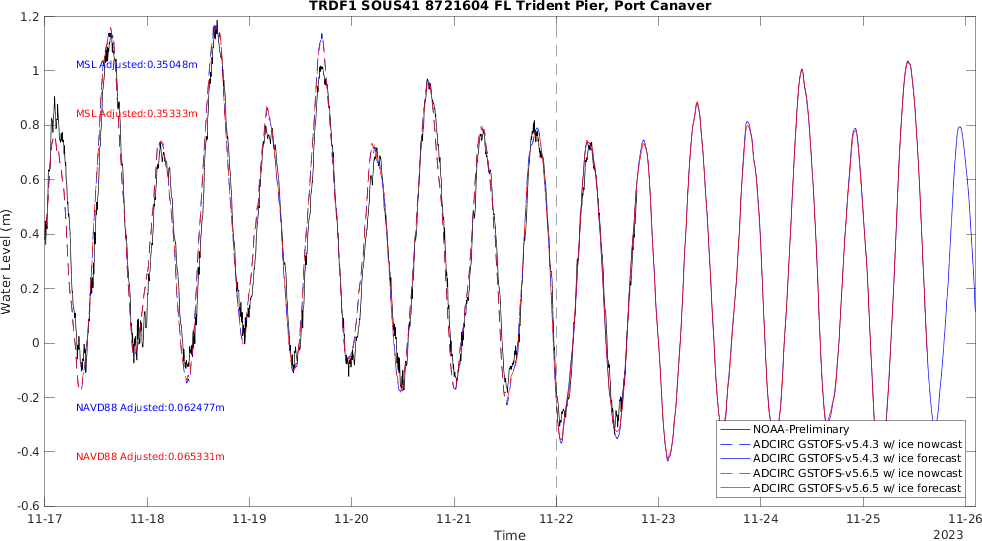 TRDF1 SOUS41 8721604 FL Trident Pier, Port Canaver
1.2
1
0.8
0.6
0.4
0.2
0
-0.2
-0.4
-0.6
Water Level (m)
MSL Adjusted:0.35048m
MSL Adjusted:0.35333m
NAVD88 Adjusted:0.062477m
NAVD88 Adjusted:0.065331m
NOAA-Preliminary
ADCIRC GSTOFS-v5.4.3 w/ ice nowcast
ADCIRC GSTOFS-v5.4.3 w/ ice forecast
ADCIRC GSTOFS-v5.6.5 w/ ice nowcast
ADCIRC GSTOFS-v5.6.5 w/ ice forecast
11-17 11-18 11-19 11-20 11-21 11-22 11-23 11-24 11-25 11-26
2023
Time